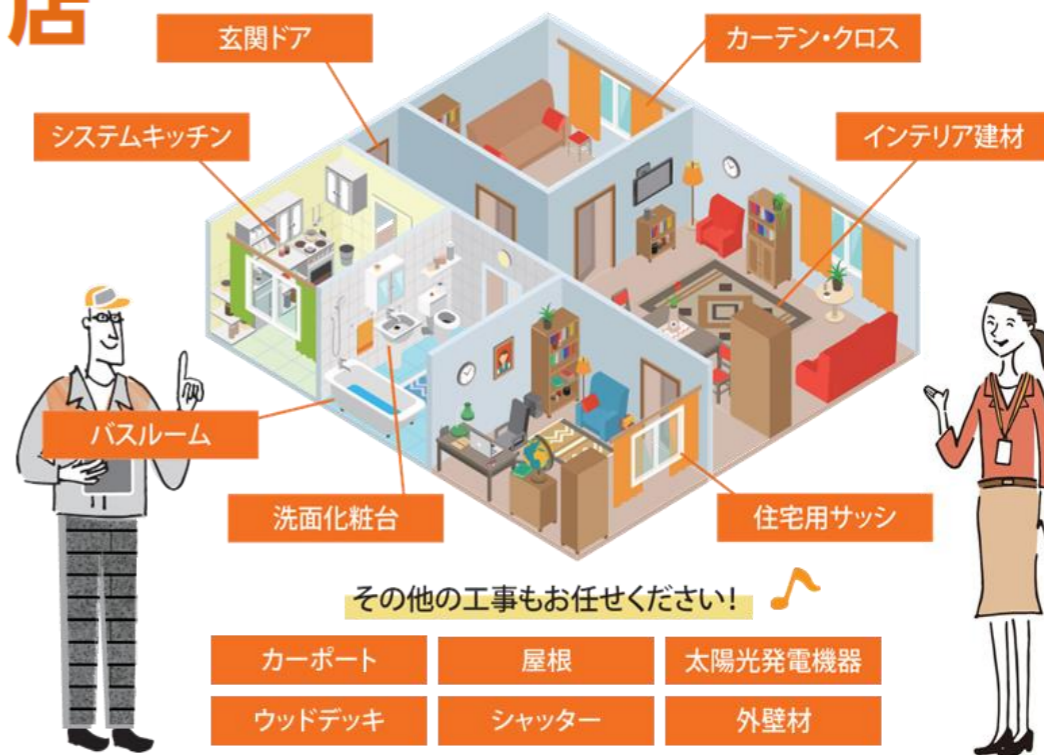 店
玄関ドア
カーテン・クロス
システムキッチン
インテリア建材
バスルーム
洗面化粧台
住宅用サッシ
その他の工事もお任せください!
カーポート
屋根
太陽光発電機器
ウッドデッキ
シャッター
外壁材